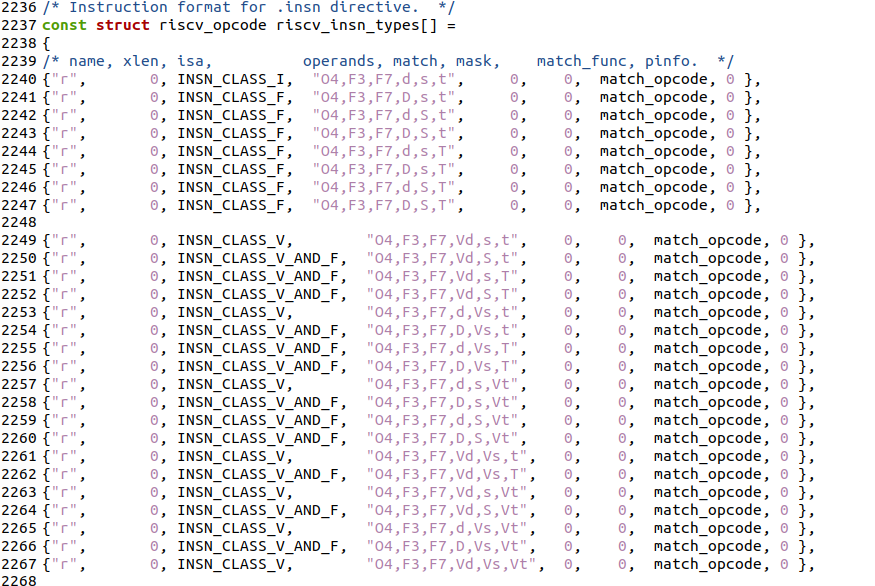 2236 /* Instruction format for .insn directive.  */
2237 const struct riscv_opcode riscv_insn_types[] =
2238 {
2239 /* name, xlen, isa,          operands, match, mask,    match_func, pinfo.  */
2240 {"r",       0, INSN_CLASS_I,  "O4,F3,F7,d,s,t",     0,    0,  match_opcode, 0 },
2241 {"r",       0, INSN_CLASS_F,  "O4,F3,F7,D,s,t",     0,    0,  match_opcode, 0 },
2242 {"r",       0, INSN_CLASS_F,  "O4,F3,F7,d,S,t",     0,    0,  match_opcode, 0 },
2243 {"r",       0, INSN_CLASS_F,  "O4,F3,F7,D,S,t",     0,    0,  match_opcode, 0 },
2244 {"r",       0, INSN_CLASS_F,  "O4,F3,F7,d,s,T",     0,    0,  match_opcode, 0 },
2245 {"r",       0, INSN_CLASS_F,  "O4,F3,F7,D,s,T",     0,    0,  match_opcode, 0 },
2246 {"r",       0, INSN_CLASS_F,  "O4,F3,F7,d,S,T",     0,    0,  match_opcode, 0 },
2247 {"r",       0, INSN_CLASS_F,  "O4,F3,F7,D,S,T",     0,    0,  match_opcode, 0 },
2248
2249 {"r",       0, INSN_CLASS_V,        "O4,F3,F7,Vd,s,t",   0,    0,  match_opcode, 0 },
2250 {"r",       0, INSN_CLASS_V_AND_F,  "O4,F3,F7,Vd,S,t",   0,    0,  match_opcode, 0 },
2251 {"r",       0, INSN_CLASS_V_AND_F,  "O4,F3,F7,Vd,s,T",   0,    0,  match_opcode, 0 },
2252 {"r",       0, INSN_CLASS_V_AND_F,  "O4,F3,F7,Vd,S,T",   0,    0,  match_opcode, 0 },
2253 {"r",       0, INSN_CLASS_V,        "O4,F3,F7,d,Vs,t",   0,    0,  match_opcode, 0 },
2254 {"r",       0, INSN_CLASS_V_AND_F,  "O4,F3,F7,D,Vs,t",   0,    0,  match_opcode, 0 },
2255 {"r",       0, INSN_CLASS_V_AND_F,  "O4,F3,F7,d,Vs,T",   0,    0,  match_opcode, 0 },
2256 {"r",       0, INSN_CLASS_V_AND_F,  "O4,F3,F7,D,Vs,T",   0,    0,  match_opcode, 0 },
2257 {"r",       0, INSN_CLASS_V,        "O4,F3,F7,d,s,Vt",   0,    0,  match_opcode, 0 },
2258 {"r",       0, INSN_CLASS_V_AND_F,  "O4,F3,F7,D,s,Vt",   0,    0,  match_opcode, 0 },
2259 {"r",       0, INSN_CLASS_V_AND_F,  "O4,F3,F7,d,S,Vt",   0,    0,  match_opcode, 0 },
2260 {"r",       0, INSN_CLASS_V_AND_F,  "O4,F3,F7,D,S,Vt",   0,    0,  match_opcode, 0 },
2261 {"r",       0, INSN_CLASS_V,        "O4,F3,F7,Vd,Vs,t",  0,    0,  match_opcode, 0 },
2262 {"r",       0, INSN_CLASS_V_AND_F,  "O4,F3,F7,Vd,Vs,T",  0,    0,  match_opcode, 0 },
2263 {"r",       0, INSN_CLASS_V,        "O4,F3,F7,Vd,s,Vt",  0,    0,  match_opcode, 0 },
2264 {"r",       0, INSN_CLASS_V_AND_F,  "O4,F3,F7,Vd,S,Vt",  0,    0,  match_opcode, 0 },
2265 {"r",       0, INSN_CLASS_V,        "O4,F3,F7,d,Vs,Vt",  0,    0,  match_opcode, 0 },
2266 {"r",       0, INSN_CLASS_V_AND_F,  "O4,F3,F7,D,Vs,Vt",  0,    0,  match_opcode, 0 },
2267 {"r",       0, INSN_CLASS_V,        "O4,F3,F7,Vd,Vs,Vt",  0,    0,  match_opcode, 0 },
2268